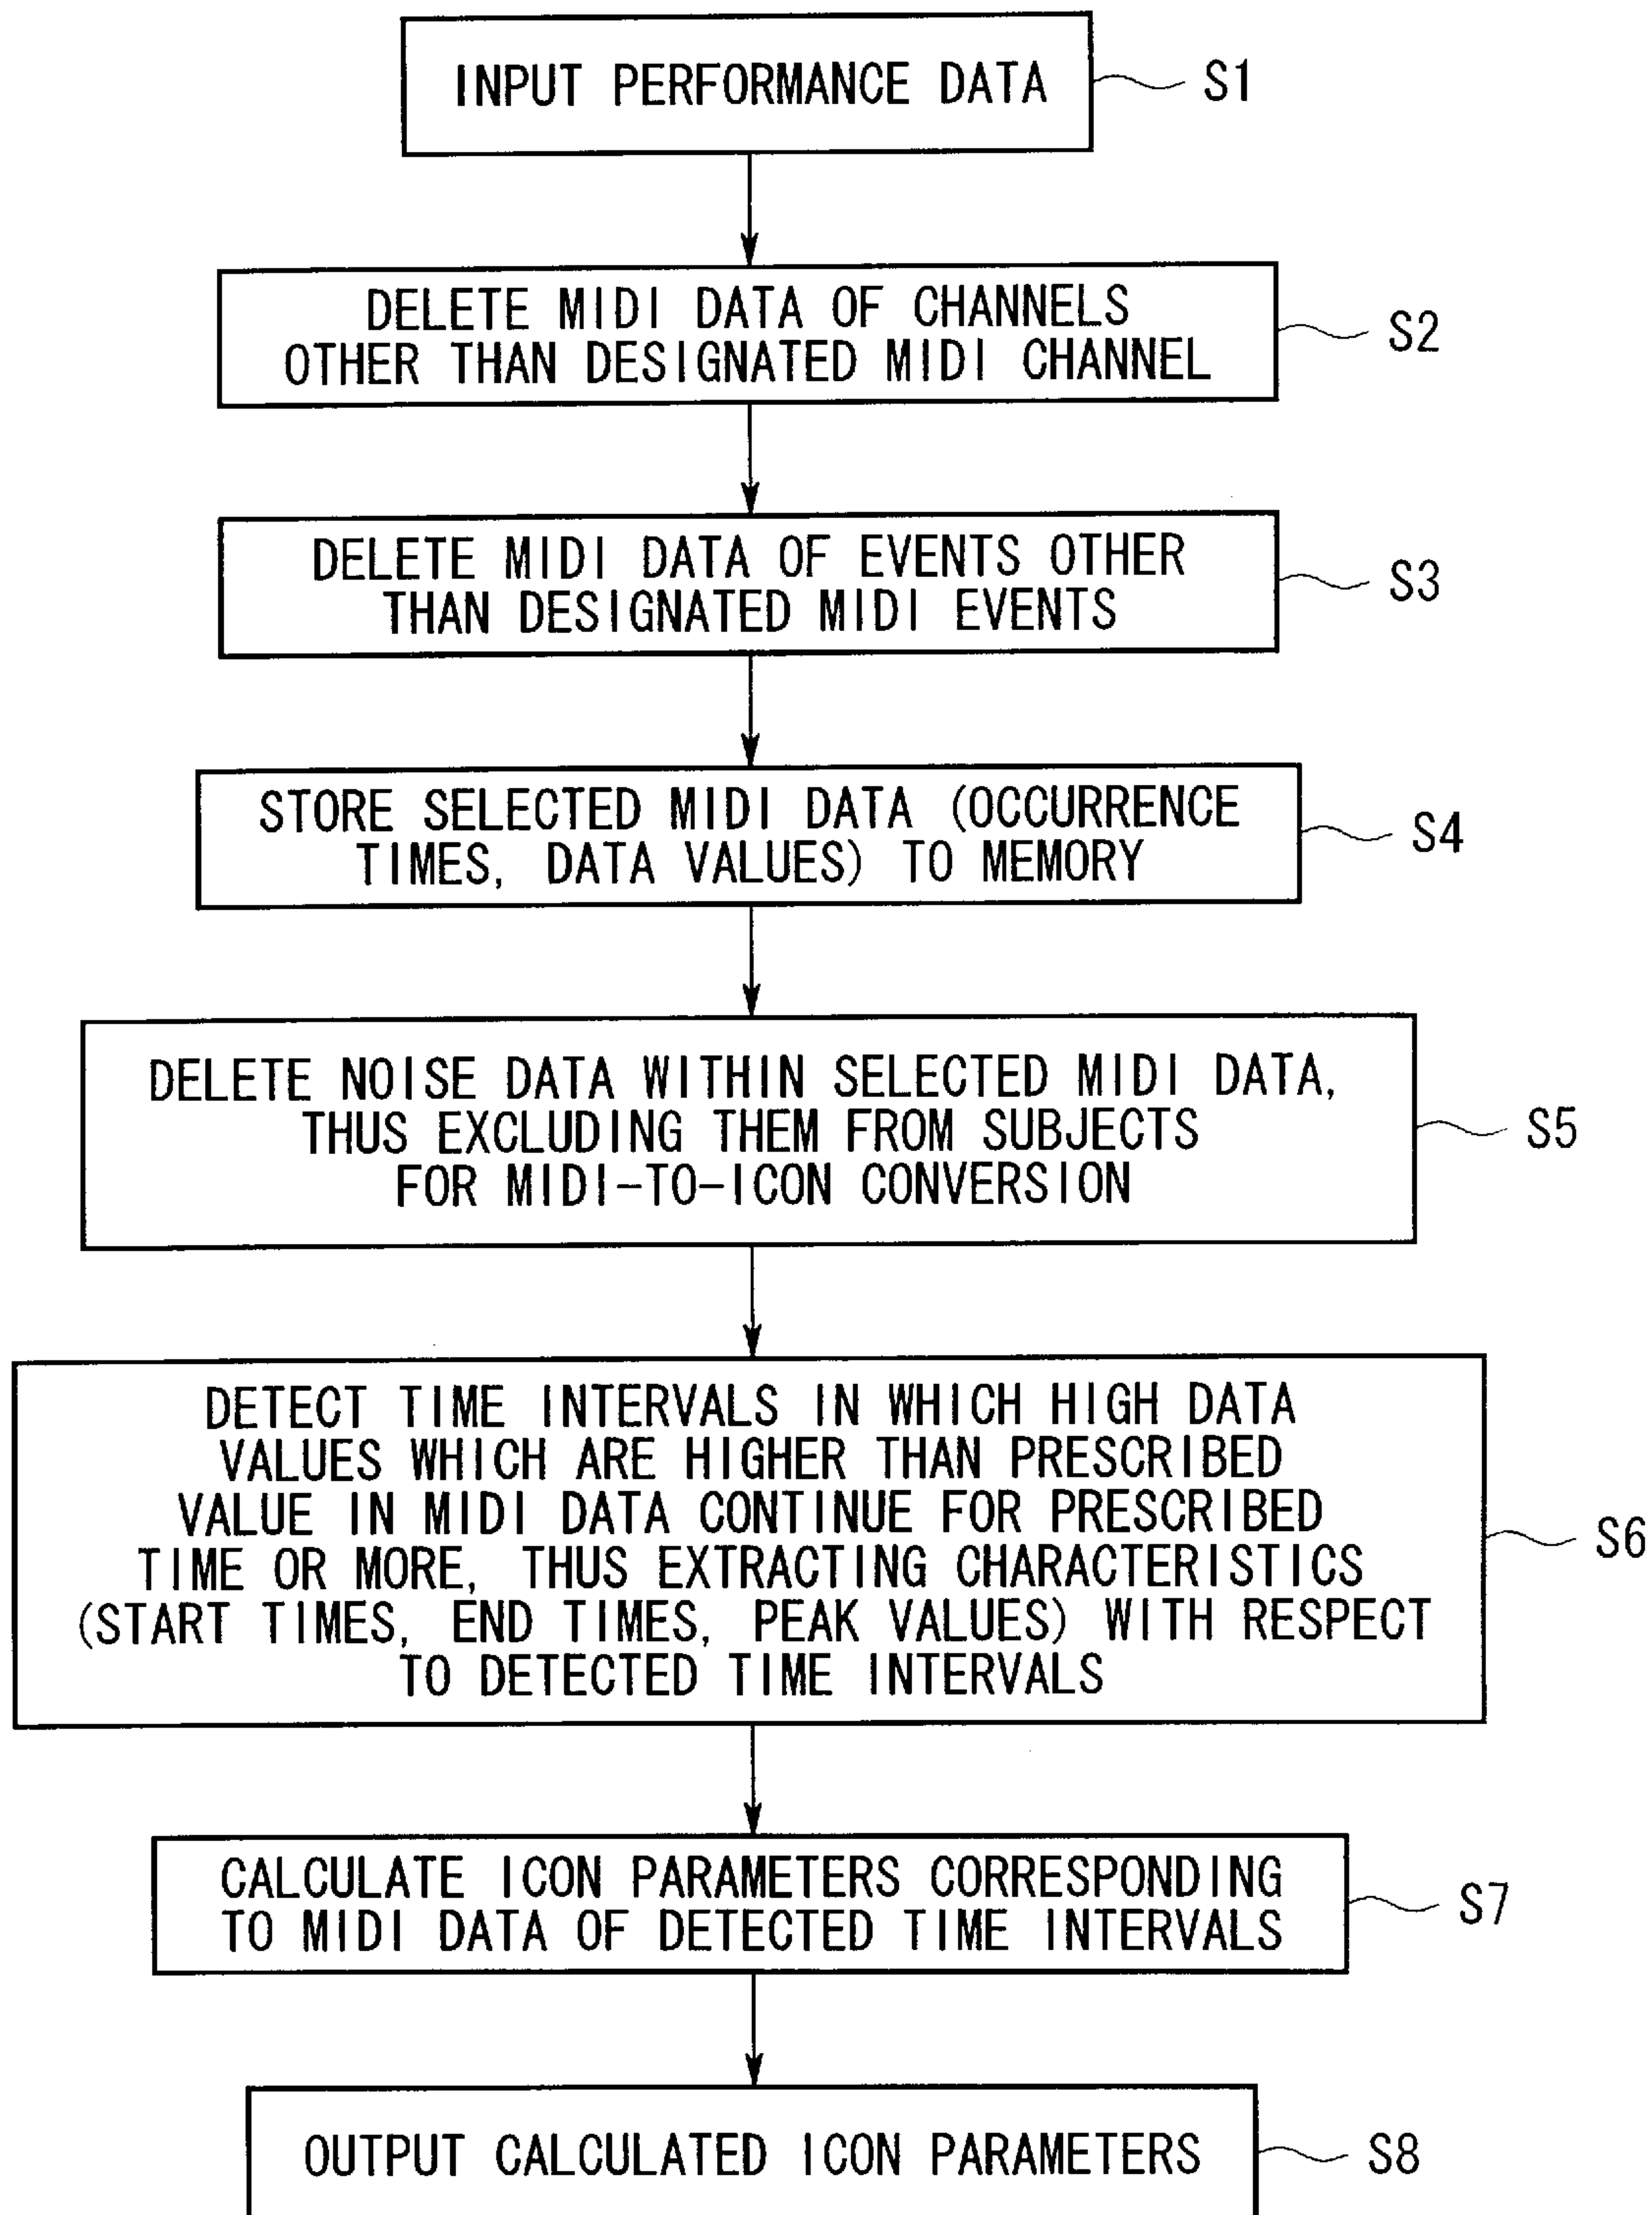 INPUT PERFORMANCE DATA
S1
DELETE MIDI DATA OF CHANNELS
OTHER THAN DESIGNATED MIDI CHANNEL
S2
DELETE MIDI DATA OF EVENTS OTHER
THAN DESIGNATED MIDI EVENTS
S3
STORE SELECTED MIDI DATA (OCCURRENCE
TIMES, DATA VALUES) TO MEMORY
S4
DELETE NOISE DATA WITHIN SELECTED MIDI DATA,
THUS EXCLUDING THEM FROM SUBJECTS
FOR MIDI-TO-ICON CONVERSION
S5
DETECT TIME INTERVALS IN WHICH HIGH DATA
VALUES WHICH ARE HIGHER THAN PRESCRIBED
VALUE IN MIDI DATA CONTINUE FOR PRESCRIBED
TIME OR MORE, THUS EXTRACTING CHARACTERISTICS
(START TIMES, END TIMES, PEAK VALUES) WITH RESPECT
TO DETECTED TIME INTERVALS
S6
CALCULATE ICON PARAMETERS CORRESPONDING
TO MIDI DATA OF DETECTED TIME INTERVALS
S7
OUTPUT CALCULATED ICON PARAMETERS
S8